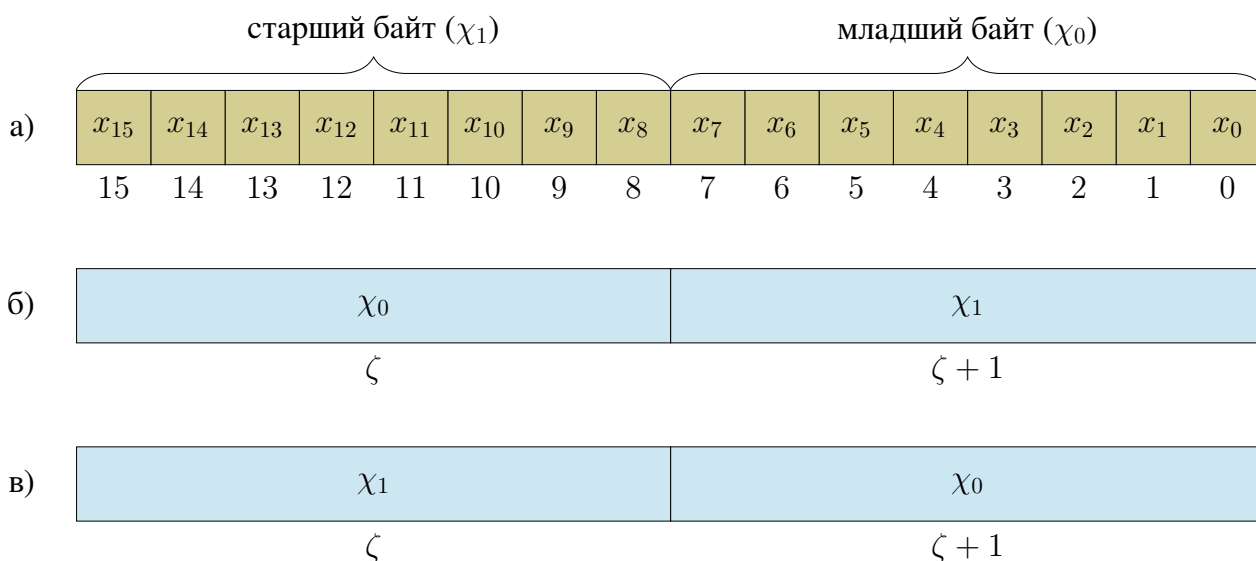 старший байт (χ₁) младший байт (χ₀)
а) x₁₅ x₁₄ x₁₃ x₁₂ x₁₁ x₁₀ x₉ x₈ x₇ x₆ x₅ x₄ x₃ x₂ x₁ x₀
15 14 13 12 11 10 9 8 7 6 5 4 3 2 1 0
б) χ₀ χ₁
ζ ζ + 1
в) χ₁ χ₀
ζ ζ + 1